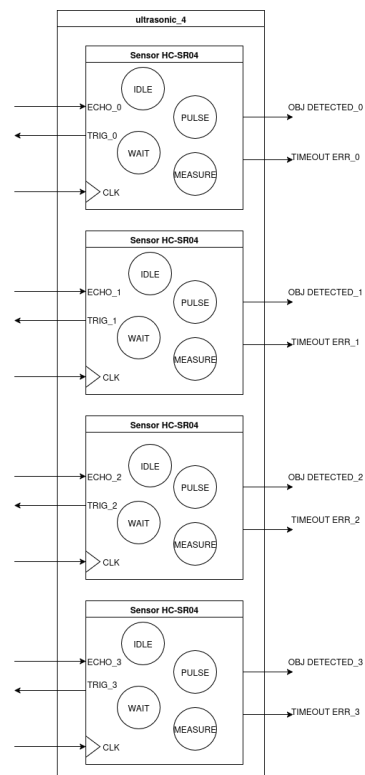 ultrasonic_4
Sensor HC-SR04
IDLE
ECHO_0
OBJ DETECTED_0
PULSE
TRIG_0
WAIT
TIMEOUT ERR_0
MEASURE
CLK
Sensor HC-SR04
IDLE
ECHO_1
OBJ DETECTED_1
PULSE
TRIG_1
WAIT
TIMEOUT ERR_1
MEASURE
CLK
Sensor HC-SR04
IDLE
ECHO_2
OBJ DETECTED_2
PULSE
TRIG_2
WAIT
TIMEOUT ERR_2
MEASURE
CLK
Sensor HC-SR04
IDLE
ECHO_3
OBJ DETECTED_3
PULSE
TRIG_3
WAIT
TIMEOUT ERR_3
MEASURE
CLK